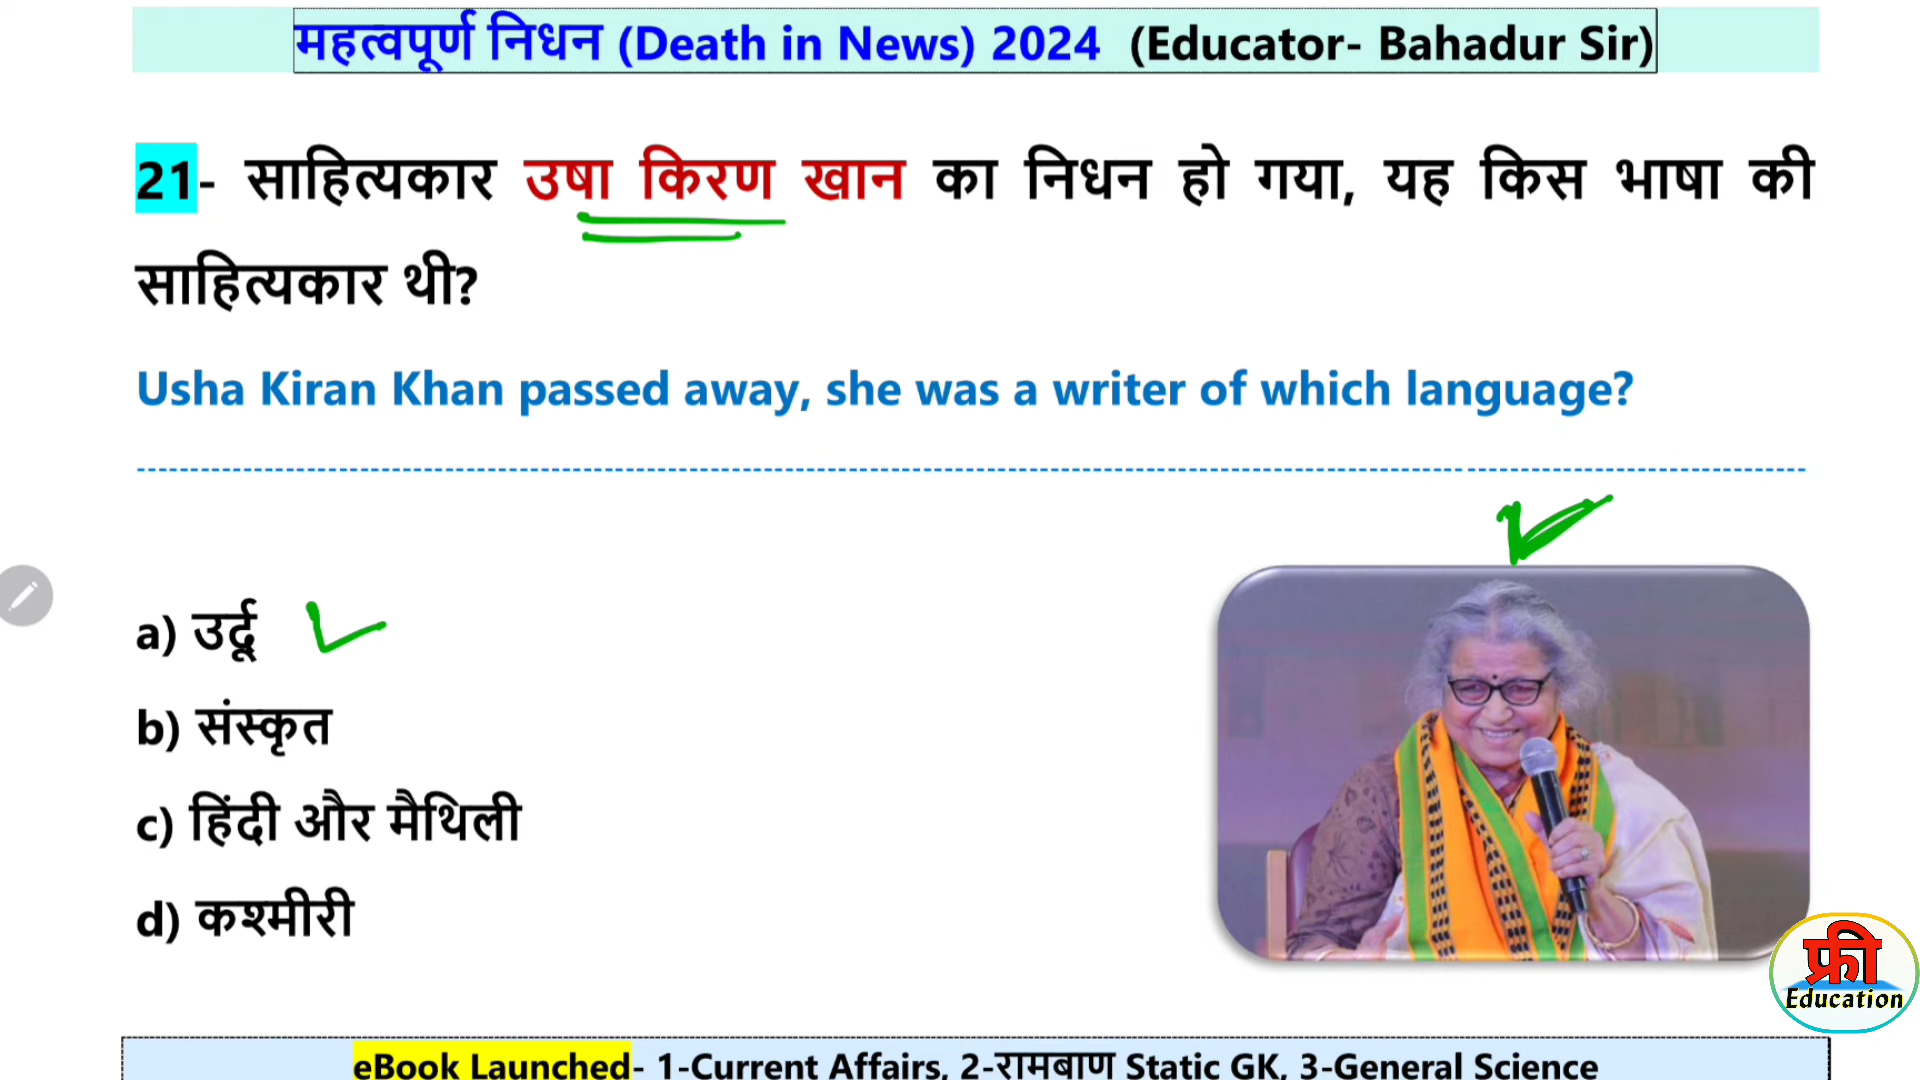 महत्वपूर्ण निधन (Death in News) 2024 (Educator- Bahadur Sir)
21- साहित्यकार उषा किरण खान का निधन हो गया, यह किस भाषा की
साहित्यकार थी?
Usha Kiran Khan passed away, she was a writer of which language?
a) उर्दू
b) संस्कृत
c) हिंदी और मैथिली
d) कश्मीरी
फ्री
Education
eBook Launched- 1-Current Affairs, 2-रामबाण Static GK, 3-General Science